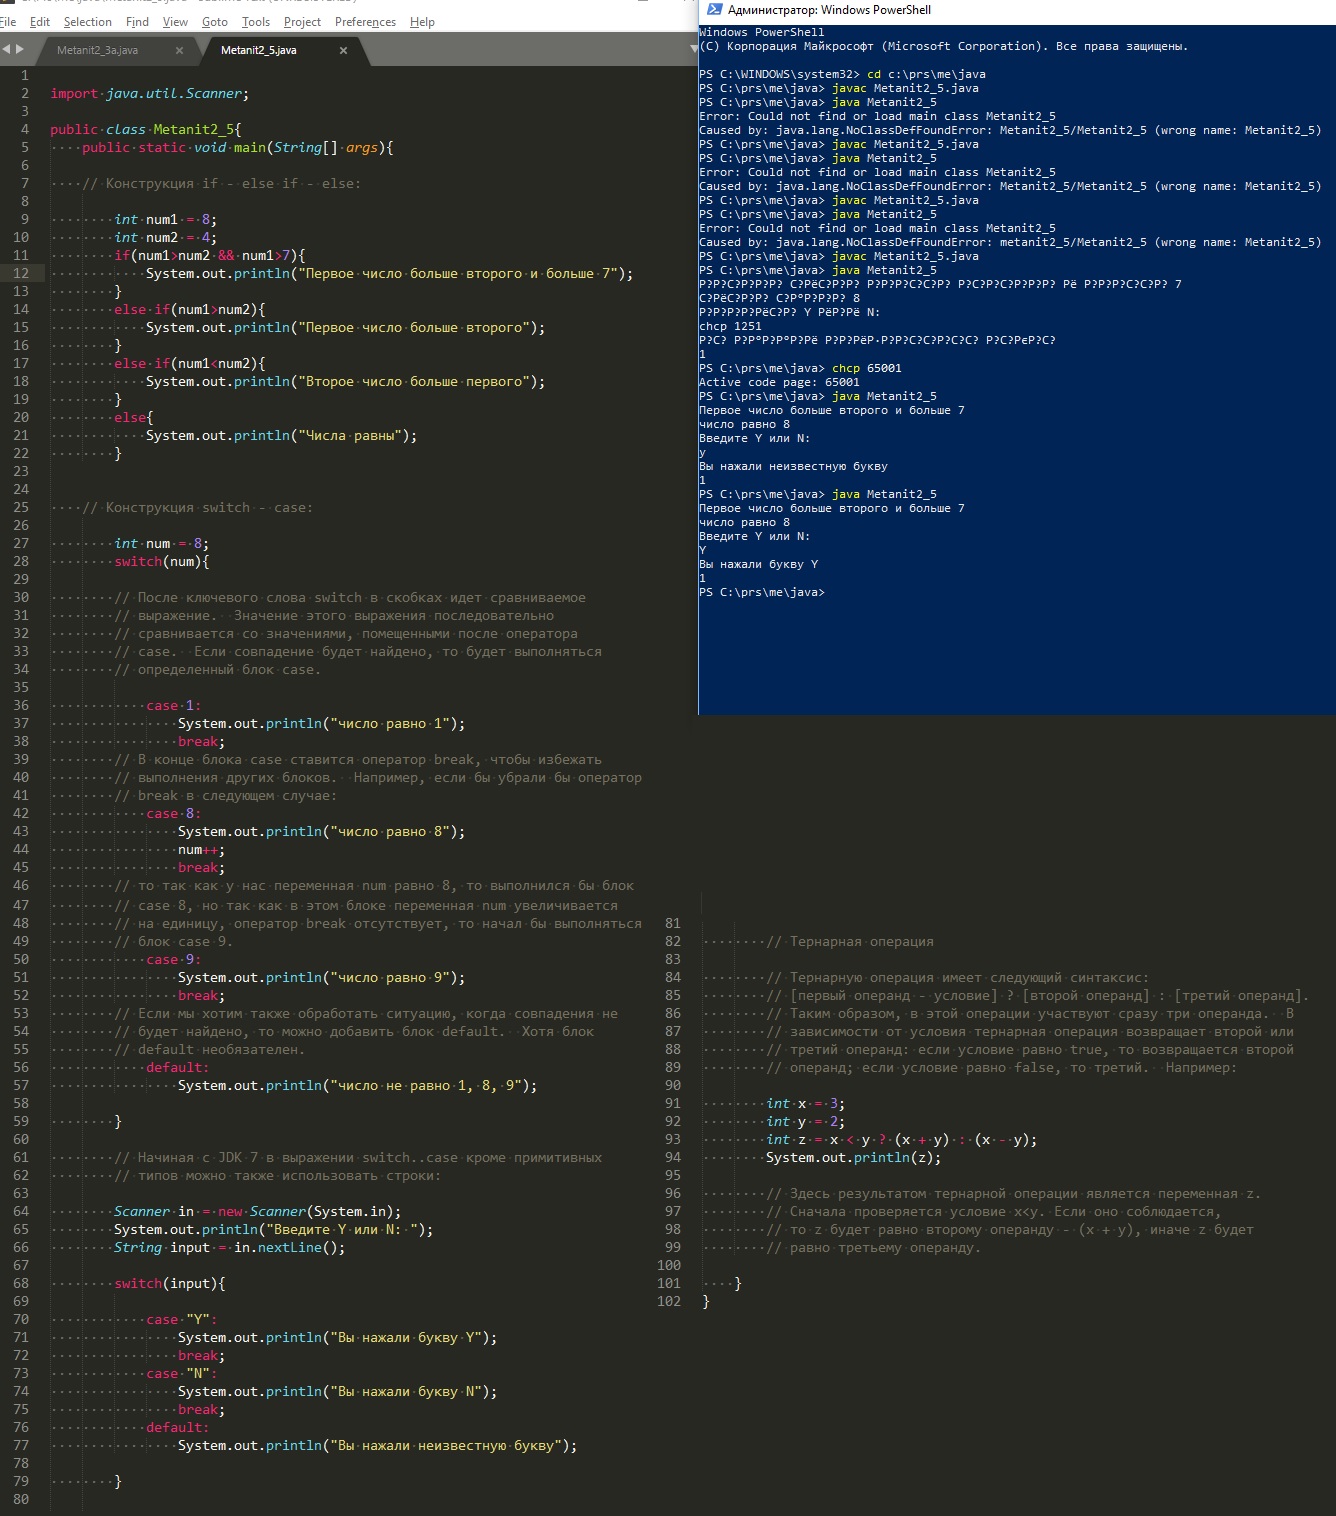 File Edit Selection Find View Goto Tools Project Preferences Help
Metanit2_3a.java × Metanit2_5.java ×
1
2 import java.util.Scanner;
3
4 public class Metanit2_5{
5 public static void main(String[] args){
6
7 // Конструкция if - else if - else:
8
9 int num1 = 8;
10 int num2 = 4;
11 if(num1>num2 && num1>7){
12 System.out.println("Первое число больше второго и больше 7");
13 }
14 else if(num1>num2){
15 System.out.println("Первое число больше второго");
16 }
17 else if(num1<num2){
18 System.out.println("Второе число больше первого");
19 }
20 else{
21 System.out.println("Числа равны");
22 }
23
24
25 // Конструкция switch - case:
26
27 int num = 8;
28 switch(num){
29
30 // После ключевого слова switch в скобках идет сравниваемое
31 // выражение. Значение этого выражения последовательно
32 // сравнивается со значениями, помещенными после оператора
33 // case. Если совпадение будет найдено, то будет выполняться
34 // определенный блок case.
35
36 case 1:
37 System.out.println("число равно 1");
38 break;
39 // В конце блока case ставится оператор break, чтобы избежать
40 // выполнения других блоков. Например, если бы убрали бы оператор
41 // break в следующем случае:
42 case 8:
43 System.out.println("число равно 8");
44 num++;
45 break;
46 // то так как у нас переменная num равно 8, то выполнился бы блок
47 // case 8, но так как в этом блоке переменная num увеличивается
48 // на единицу, оператор break отсутствует, то начал бы выполняться
49 // блок case 9.
50 case 9:
51 System.out.println("число равно 9");
52 break;
53 // Если мы хотим также обработать ситуацию, когда совпадения не
54 // будет найдено, то можно добавить блок default. Хотя блок
55 // default необязателен.
56 default:
57 System.out.println("число не равно 1, 8, 9");
58
59 }
60
61 // Начиная с JDK 7 в выражении switch..case кроме примитивных
62 // типов можно также использовать строки:
63
64 Scanner in = new Scanner(System.in);
65 System.out.println("Введите Y или N: ");
66 String input = in.nextLine();
67
68 switch(input){
69
70 case "Y":
71 System.out.println("Вы нажали букву Y");
72 break;
73 case "N":
74 System.out.println("Вы нажали букву N");
75 break;
76 default:
77 System.out.println("Вы нажали неизвестную букву");
78
79 }
80
81
82 // Тернарная операция
83
84 // Тернарную операция имеет следующий синтаксис:
85 // [первый операнд - условие] ? [второй операнд] : [третий операнд].
86 // Таким образом, в этой операции участвуют сразу три операнда. В
87 // зависимости от условия тернарная операция возвращает второй или
88 // третий операнд: если условие равно true, то возвращается второй
89 // операнд; если условие равно false, то третий. Например:
90
91 int x = 3;
92 int y = 2;
93 int z = x < y ? (x + y) : (x - y);
94 System.out.println(z);
95
96 // Здесь результатом тернарной операции является переменная z.
97 // Сначала проверяется условие x<y. Если оно соблюдается,
98 // то z будет равно второму операнду - (x + y), иначе z будет
99 // равно третьему операнду.
100
101 }
102 }
Администратор: Windows PowerShell
Windows PowerShell
(C) Корпорация Майкрософт (Microsoft Corporation). Все права защищены.
PS C:\WINDOWS\system32> cd c:\prs\me\java
PS C:\prs\me\java> javac Metanit2_5.java
PS C:\prs\me\java> java Metanit2_5
Error: Could not find or load main class Metanit2_5
Caused by: java.lang.NoClassDefFoundError: Metanit2_5/Metanit2_5 (wrong name: Metanit2_5)
PS C:\prs\me\java> javac Metanit2_5.java
PS C:\prs\me\java> java Metanit2_5
Error: Could not find or load main class Metanit2_5
Caused by: java.lang.NoClassDefFoundError: Metanit2_5/Metanit2_5 (wrong name: Metanit2_5)
PS C:\prs\me\java> javac Metanit2_5.java
PS C:\prs\me\java> java Metanit2_5
Error: Could not find or load main class Metanit2_5
Caused by: java.lang.NoClassDefFoundError: metanit2_5/Metanit2_5 (wrong name: Metanit2_5)
PS C:\prs\me\java> javac Metanit2_5.java
PS C:\prs\me\java> java Metanit2_5
Р?Р?С?Р?Р?Р? С?РёС?Р?Р? Р?Р?Р?С?С?Р? Р?С?Р?С?Р?Р?Р? Рё Р?Р?Р?С?С?Р? 7
С?РёС?Р?Р? С?Р°Р?Р?Р? 8
Р?Р?Р?Р?РёС?Р? Y РёР?Рё N:
chcp 1251
Р?С? Р?Р°Р?Р°Р?Рё Р?Р?РёР·Р?Р?С?С?Р?С?С? Р?С?РєР?С?
1
PS C:\prs\me\java> chcp 65001
Active code page: 65001
PS C:\prs\me\java> java Metanit2_5
Первое число больше второго и больше 7
число равно 8
Введите Y или N:
y
Вы нажали неизвестную букву
1
PS C:\prs\me\java> java Metanit2_5
Первое число больше второго и больше 7
число равно 8
Введите Y или N:
Y
Вы нажали букву Y
1
PS C:\prs\me\java>